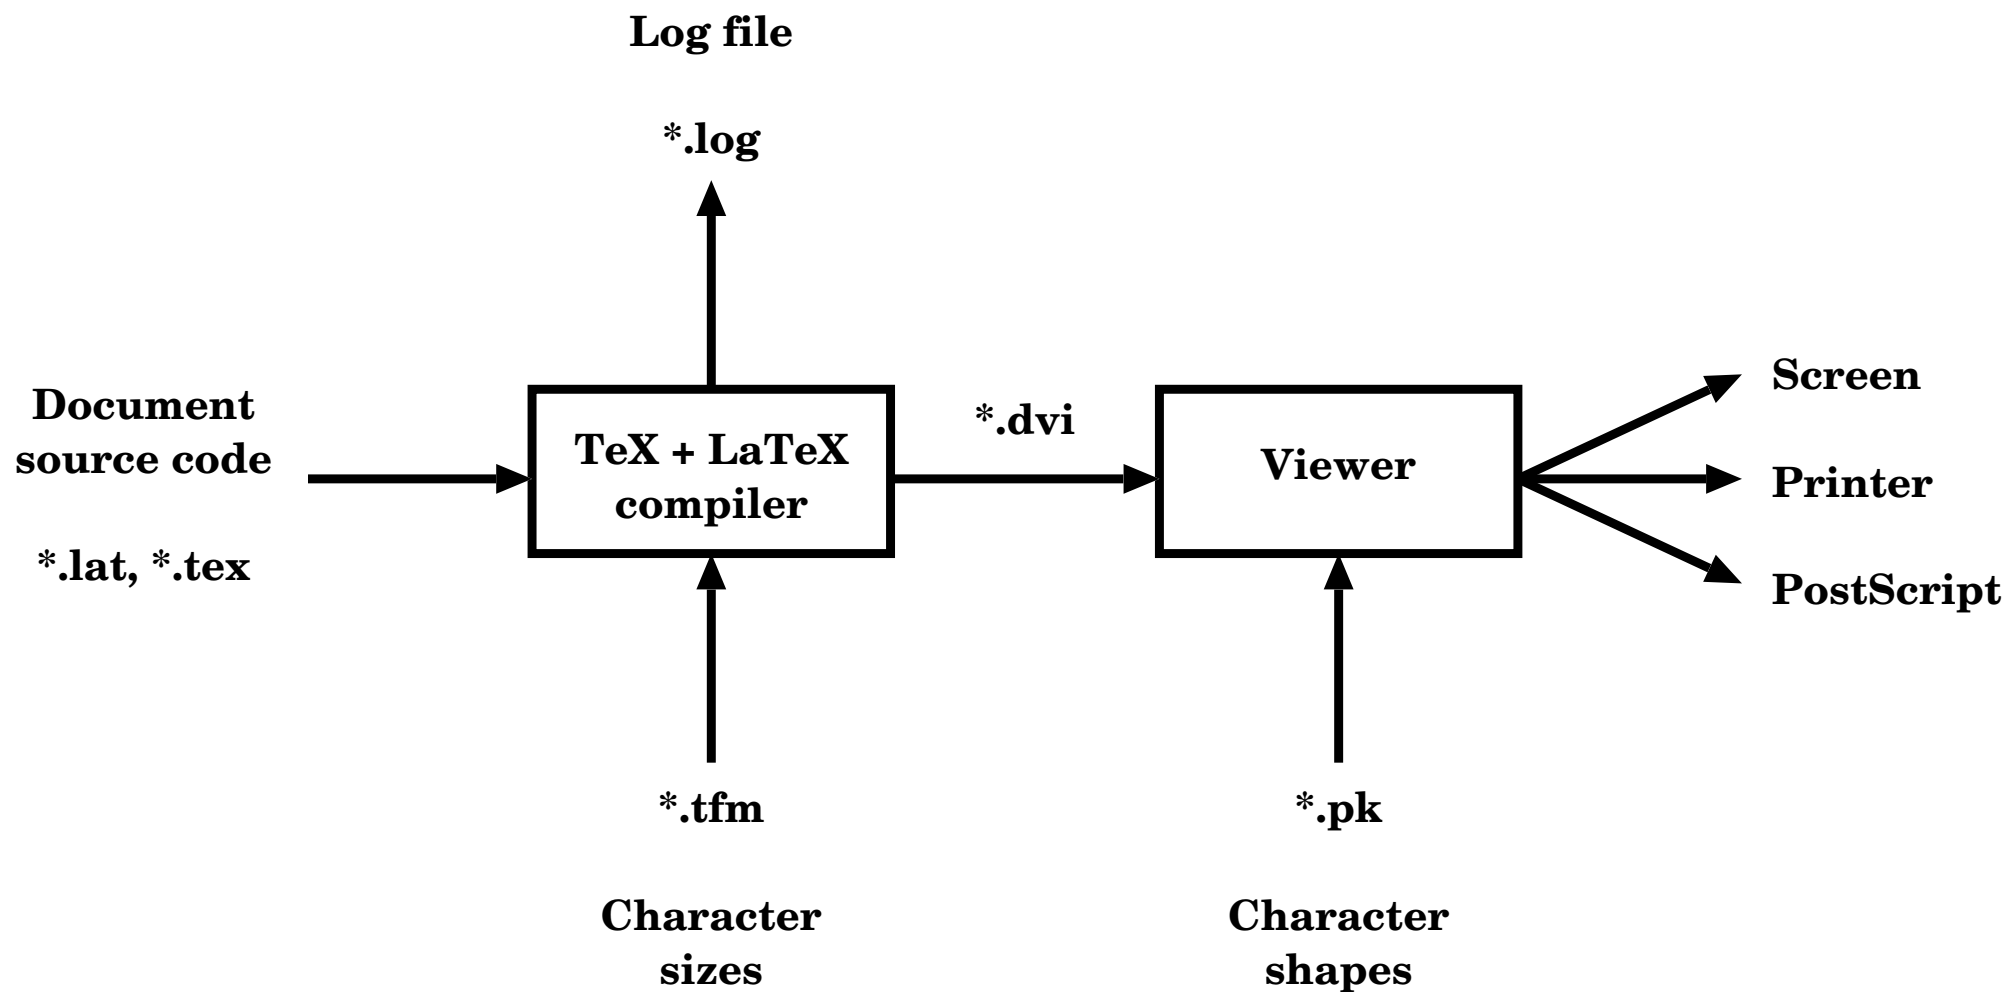 Log file
*.log
Document
source code
*.lat, *.tex
TeX + LaTeX
compiler
*.dvi
Viewer
Screen
Printer
PostScript
*.tfm
Character
sizes
*.pk
Character
shapes